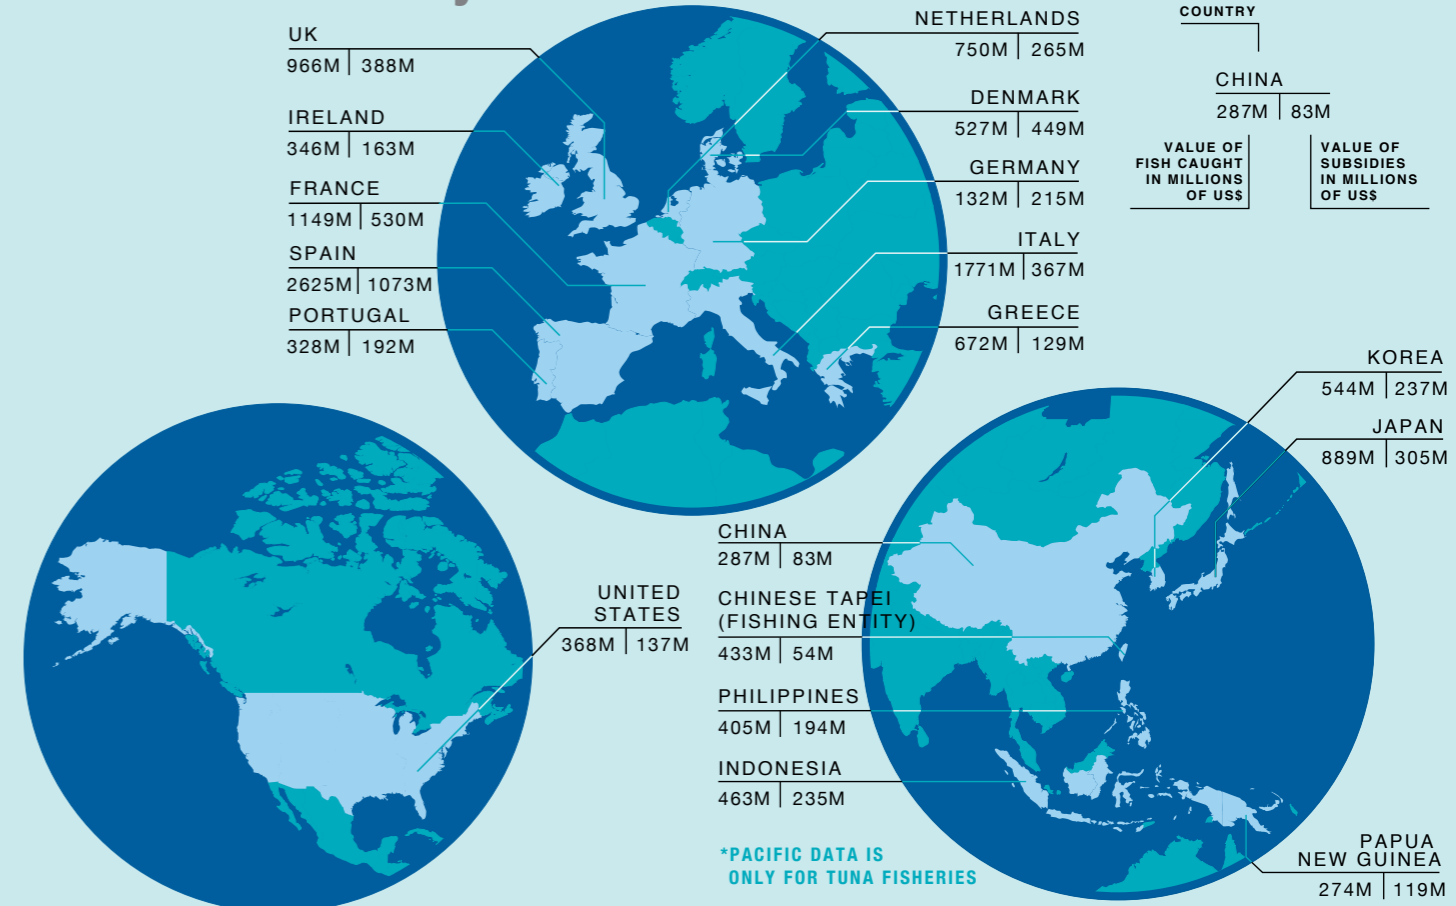 UK
966M | 388M
IRELAND
346M | 163M
FRANCE
1149M | 530M
SPAIN
2625M | 1073M
PORTUGAL
328M | 192M
NETHERLANDS
750M | 265M
DENMARK
527M | 449M
GERMANY
132M | 215M
ITALY
1771M | 367M
GREECE
672M | 129M
COUNTRY
CHINA
287M | 83M
VALUE OF
FISH CAUGHT
IN MILLIONS
OF US$
VALUE OF
SUBSIDIES
IN MILLIONS
OF US$
UNITED
STATES
368M | 137M
CHINA
287M | 83M
CHINESE TAPEI
(FISHING ENTITY)
433M | 54M
PHILIPPINES
405M | 194M
INDONESIA
463M | 235M
*PACIFIC DATA IS
ONLY FOR TUNA FISHERIES
KOREA
544M | 237M
JAPAN
889M | 305M
PAPUA
NEW GUINEA
274M | 119M